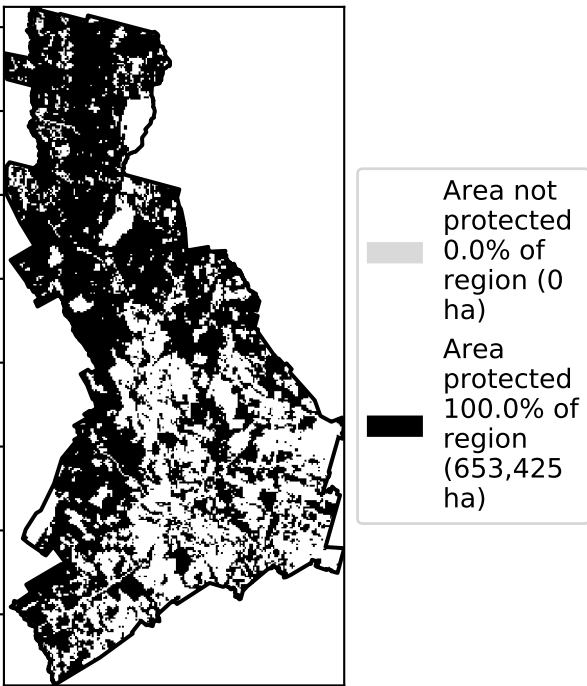 Area not
protected
0.0% of
region (0
ha)
Area
protected
100.0% of
region
(653,425
ha)